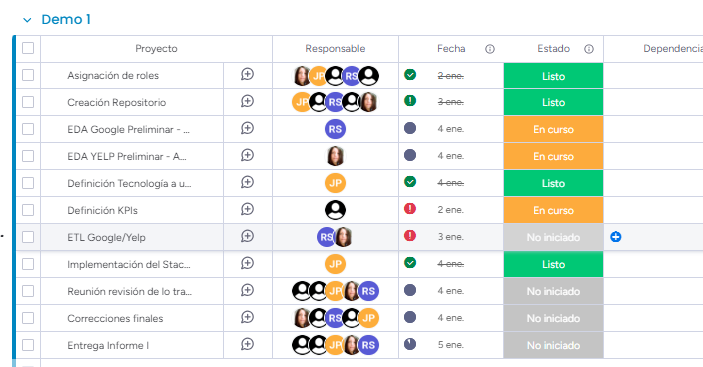 Demo 1
Proyecto Responsable Fecha Estado Dependencia
Asignación de roles JP RS 2 ene. Listo
Creación Repositorio JP RS 3 ene. Listo
EDA Google Preliminar - ... RS 4 ene. En curso
EDA YELP Preliminar - A... 4 ene. En curso
Definición Tecnología a u... JP 4 ene. Listo
Definición KPIs 2 ene. En curso
ETL Google/Yelp RS 3 ene. No iniciado
Implementación del Stac... JP 4 ene. Listo
Reunión revisión de lo tra... JP RS 4 ene. No iniciado
Correcciones finales RS JP 4 ene. No iniciado
Entrega Informe I JP RS 5 ene. No iniciado